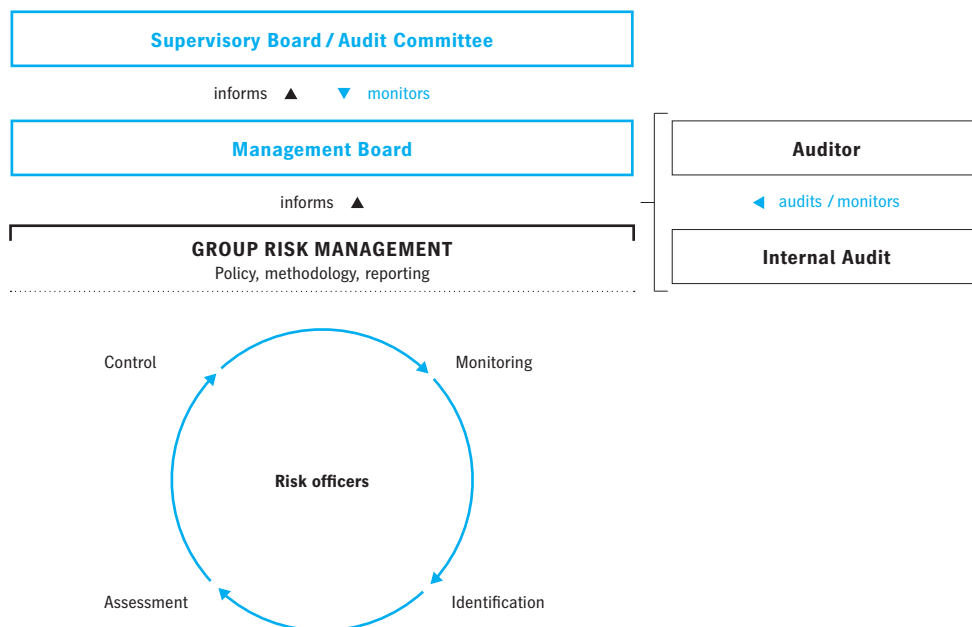 Supervisory Board / Audit Committee
informs ▲ ▼ monitors
Management Board
Auditor
informs ▲
◄ audits / monitors
GROUP RISK MANAGEMENT
Policy, methodology, reporting
Internal Audit
Control
Monitoring
Risk officers
Assessment
Identification